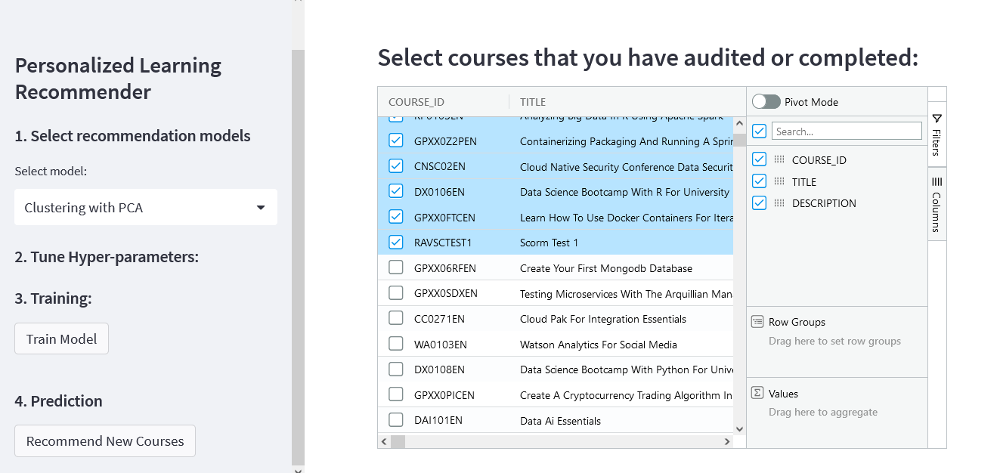 Personalized Learning
Recommender
1. Select recommendation models
Select model:
Clustering with PCA
2. Tune Hyper-parameters:
3. Training:
Train Model
4. Prediction
Recommend New Courses
Select courses that you have audited or completed:
COURSE_ID TITLE
Analyzing Big Data In R Using Apache Spark
GPXX0Z2PEN Containerizing Packaging And Running A Sprin
CNSC02EN Cloud Native Security Conference Data Securit
DX0106EN Data Science Bootcamp With R For University
GPXX0FTCEN Learn How To Use Docker Containers For Itera
RAVSCTEST1 Scorm Test 1
GPXX06RFEN Create Your First Mongodb Database
GPXX0SDXEN Testing Microservices With The Arquillian Man
CC0271EN Cloud Pak For Integration Essentials
WA0103EN Watson Analytics For Social Media
DX0108EN Data Science Bootcamp With Python For Unive
GPXX0PICEN Create A Cryptocurrency Trading Algorithm In
DAI101EN Data Ai Essentials
Pivot Mode
Search...
COURSE_ID
TITLE
DESCRIPTION
Row Groups
Drag here to set row groups
Values
Drag here to aggregate
Filters
Columns